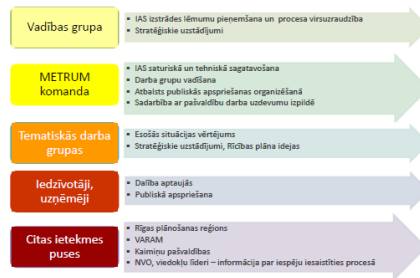 Vadības grupa
▪ IAS izstrādes lēmumu pieņemšana un procesa virsuzraudzība
▪ Stratēģiskie uzstādījumi
METRUM
komanda
▪ IAS saturiskā un tehniskā sagatavošana
▪ Darba grupu vadīšana
▪ Atbalsts publiskās apspriešanas organizēšanā
▪ Sadarbība ar pašvaldību darba uzdevumu izpildē
Tematiskās darba
grupas
▪ Esošās situācijas vērtējums
▪ Stratēģiskie uzstādījumi, Rīcības plāna idejas
Iedzīvotāji,
uzņēmēji
▪ Dalība aptaujās
▪ Publiskā apspriešana
Citas ietekmes
puses
▪ Rīgas plānošanas reģions
▪ VARAM
▪ Kaimiņu pašvaldības
▪ NVO, viedokļu līderi – informācija par iespēju iesaistīties procesā